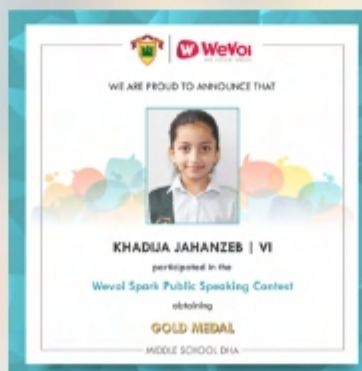 WeVoi
WE ARE PROUD TO ANNOUNCE THAT
KHADIJA JAHANZEB | VI
participated in the
Wevoi Spark Public Speaking Contest
obtaining
GOLD MEDAL
MIDDLE SCHOOL DHA